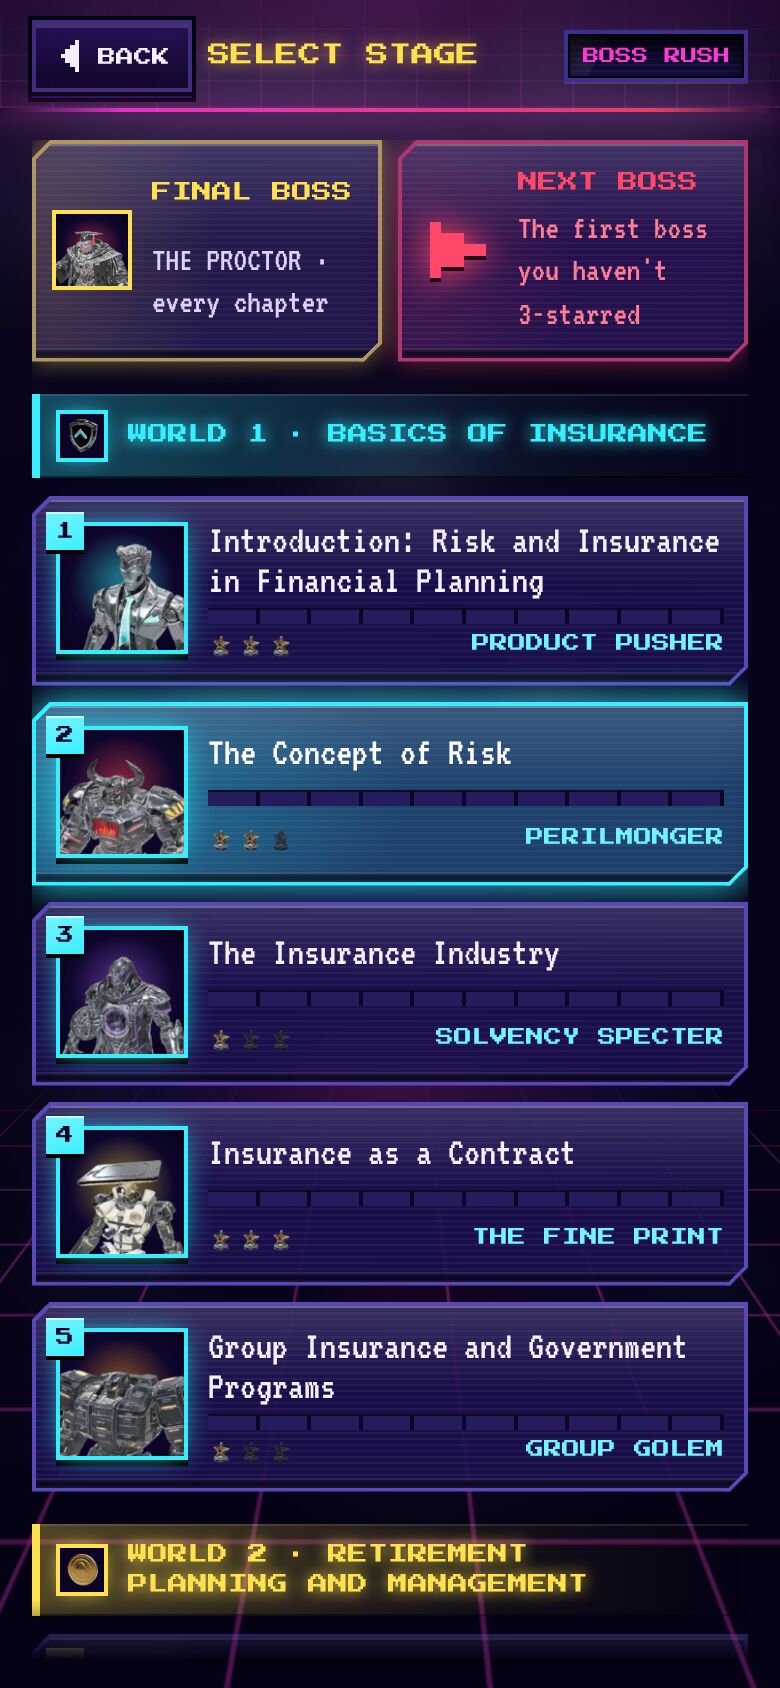 BACK
SELECT STAGE
BOSS RUSH
FINAL BOSS
THE PROCTOR ·
every chapter
NEXT BOSS
The first boss
you haven't
3-starred
WORLD 1 · BASICS OF INSURANCE
1
Introduction: Risk and Insurance
in Financial Planning
PRODUCT PUSHER
2
The Concept of Risk
PERILMONGER
3
The Insurance Industry
SOLVENCY SPECTER
4
Insurance as a Contract
THE FINE PRINT
5
Group Insurance and Government
Programs
GROUP GOLEM
WORLD 2 · RETIREMENT
PLANNING AND MANAGEMENT